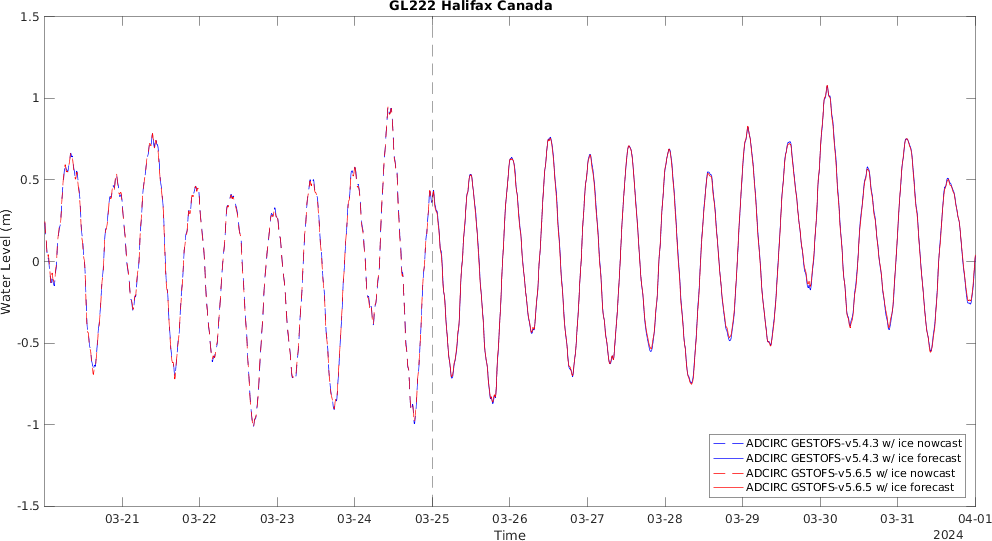 GL222 Halifax Canada
1.5
1
0.5
0
-0.5
-1
-1.5
Water Level (m)
ADCIRC GESTOFS-v5.4.3 w/ ice nowcast
ADCIRC GESTOFS-v5.4.3 w/ ice forecast
ADCIRC GSTOFS-v5.6.5 w/ ice nowcast
ADCIRC GSTOFS-v5.6.5 w/ ice forecast
03-21 03-22 03-23 03-24 03-25 03-26 03-27 03-28 03-29 03-30 03-31 04-01
Time
2024